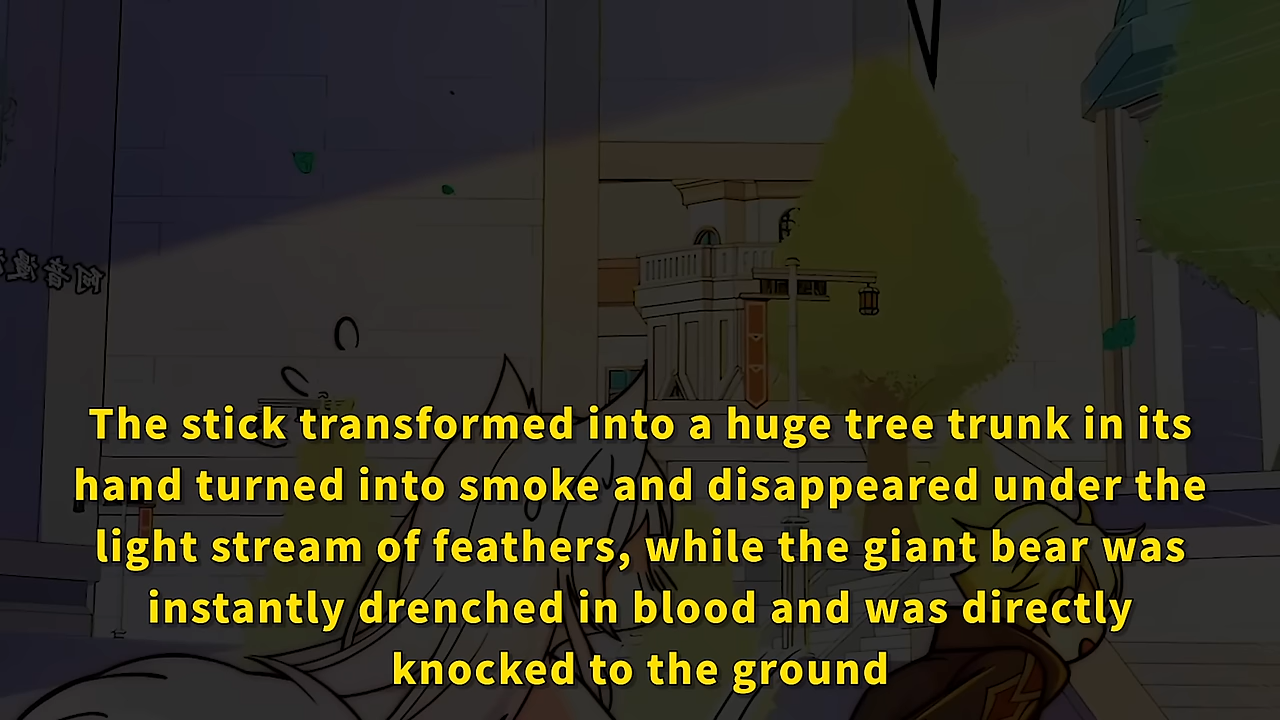 The stick transformed into a huge tree trunk in its
hand turned into smoke and disappeared under the
light stream of feathers, while the giant bear was
instantly drenched in blood and was directly
knocked to the ground